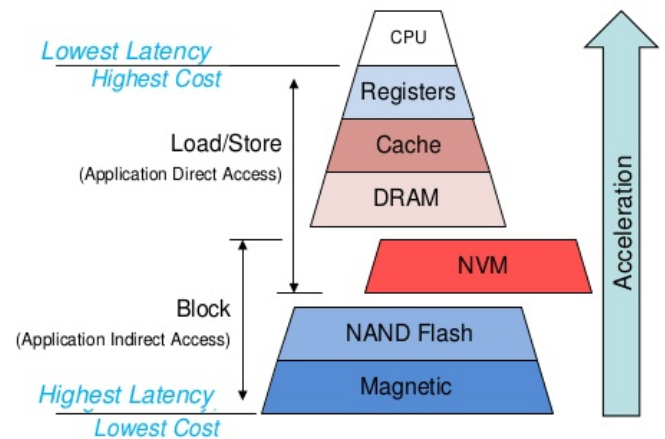 CPU
Lowest Latency
Highest Cost
Registers
Load/Store
(Application Direct Access)
Cache
DRAM
NVM
Block
(Application Indirect Access)
NAND Flash
Magnetic
Highest Latency
Lowest Cost
Acceleration